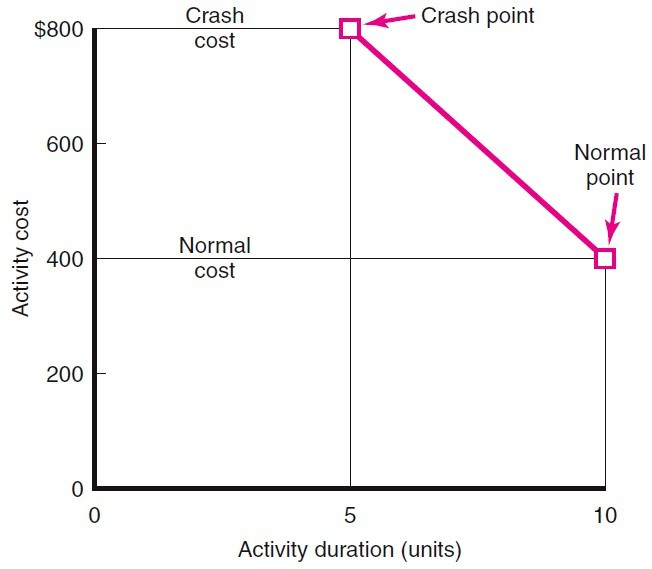 Crash
cost
Crash point
$800
600
Normal
point
Normal
cost
400
200
0
0
5
10
Activity cost
Activity duration (units)